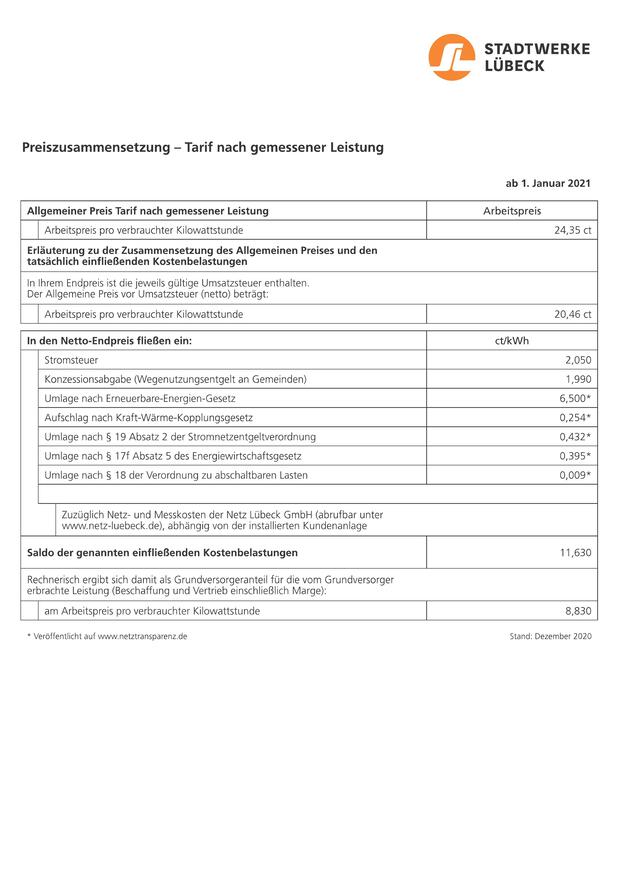 STADTWERKE
LÜBECK
Preiszusammensetzung – Tarif nach gemessener Leistung
ab 1. Januar 2021
Allgemeiner Preis Tarif nach gemessener Leistung Arbeitspreis
Arbeitspreis pro verbrauchter Kilowattstunde 24,35 ct
Erläuterung zu der Zusammensetzung des Allgemeinen Preises und den
tatsächlich einfließenden Kostenbelastungen
In Ihrem Endpreis ist die jeweils gültige Umsatzsteuer enthalten.
Der Allgemeine Preis vor Umsatzsteuer (netto) beträgt:
Arbeitspreis pro verbrauchter Kilowattstunde 20,46 ct
In den Netto-Endpreis fließen ein: ct/kWh
Stromsteuer 2,050
Konzessionsabgabe (Wegenutzungsentgelt an Gemeinden) 1,990
Umlage nach Erneuerbare-Energien-Gesetz 6,500*
Aufschlag nach Kraft-Wärme-Kopplungsgesetz 0,254*
Umlage nach § 19 Absatz 2 der Stromnetzentgeltverordnung 0,432*
Umlage nach § 17f Absatz 5 des Energiewirtschaftsgesetz 0,395*
Umlage nach § 18 der Verordnung zu abschaltbaren Lasten 0,009*
Zuzüglich Netz- und Messkosten der Netz Lübeck GmbH (abrufbar unter
www.netz-luebeck.de), abhängig von der installierten Kundenanlage
Saldo der genannten einfließenden Kostenbelastungen 11,630
Rechnerisch ergibt sich damit als Grundversorgeranteil für die vom Grundversorger
erbrachte Leistung (Beschaffung und Vertrieb einschließlich Marge):
am Arbeitspreis pro verbrauchter Kilowattstunde 8,830
* Veröffentlicht auf www.netztransparenz.de Stand: Dezember 2020